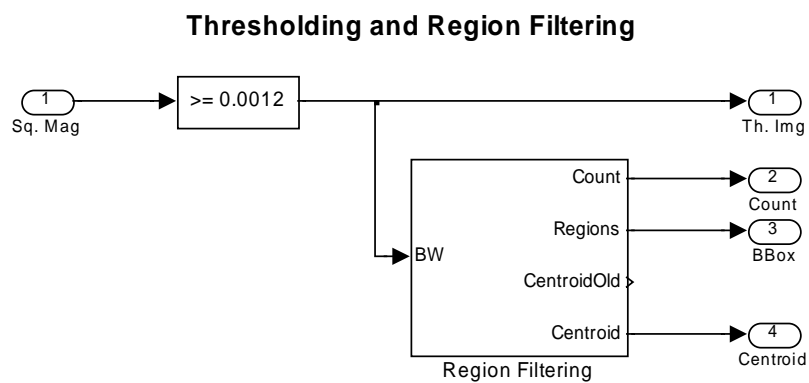 Thresholding and Region Filtering
1
Sq. Mag
>= 0.0012
1
Th. Img
Count
2
Count
Regions
3
BBox
BW
CentroidOld
Centroid
4
Centroid
Region Filtering